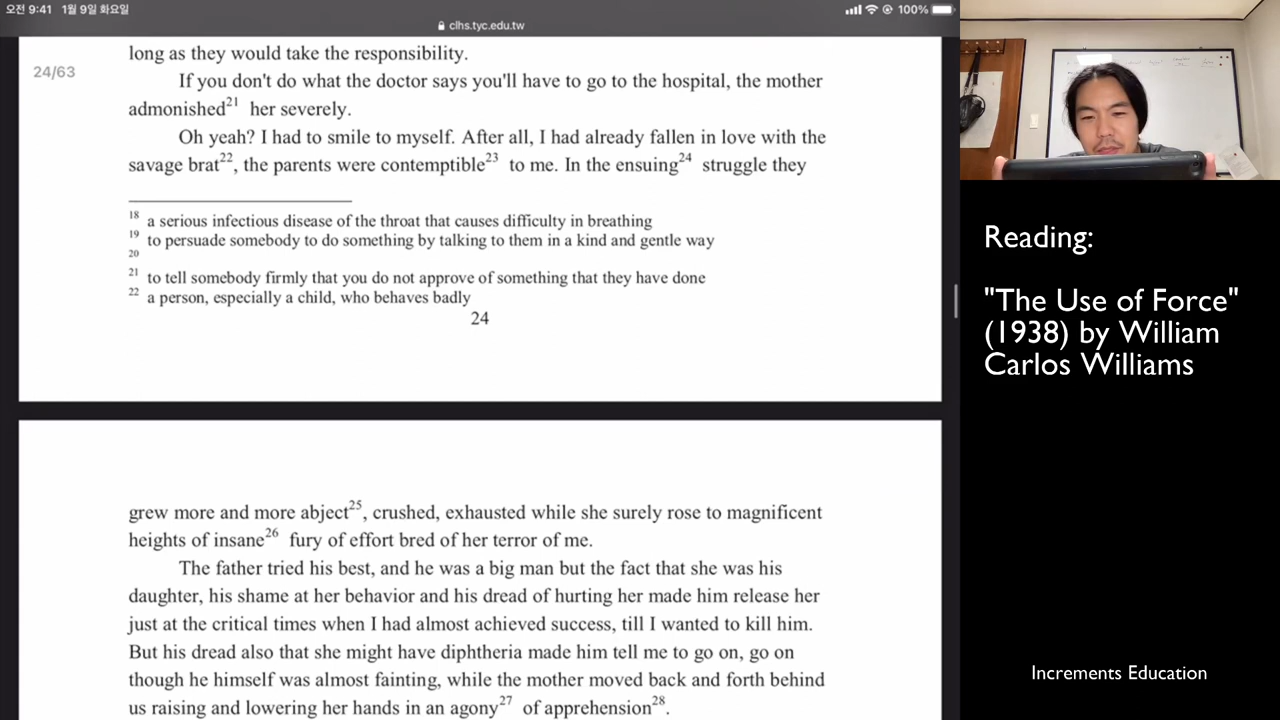 오전 9:41 1월 9일 화요일
100%
clhs.tyc.edu.tw
24/63
long as they would take the responsibility.
If you don't do what the doctor says you'll have to go to the hospital, the mother
admonished21 her severely.
Oh yeah? I had to smile to myself. After all, I had already fallen in love with the
savage brat22, the parents were contemptible23 to me. In the ensuing24 struggle they
18 a serious infectious disease of the throat that causes difficulty in breathing
19 to persuade somebody to do something by talking to them in a kind and gentle way
20
21 to tell somebody firmly that you do not approve of something that they have done
22 a person, especially a child, who behaves badly
24
grew more and more abject25, crushed, exhausted while she surely rose to magnificent
heights of insane26 fury of effort bred of her terror of me.
The father tried his best, and he was a big man but the fact that she was his
daughter, his shame at her behavior and his dread of hurting her made him release her
just at the critical times when I had almost achieved success, till I wanted to kill him.
But his dread also that she might have diphtheria made him tell me to go on, go on
though he himself was almost fainting, while the mother moved back and forth behind
us raising and lowering her hands in an agony27 of apprehension28.
Reading:
"The Use of Force"
(1938) by William
Carlos Williams
Increments Education